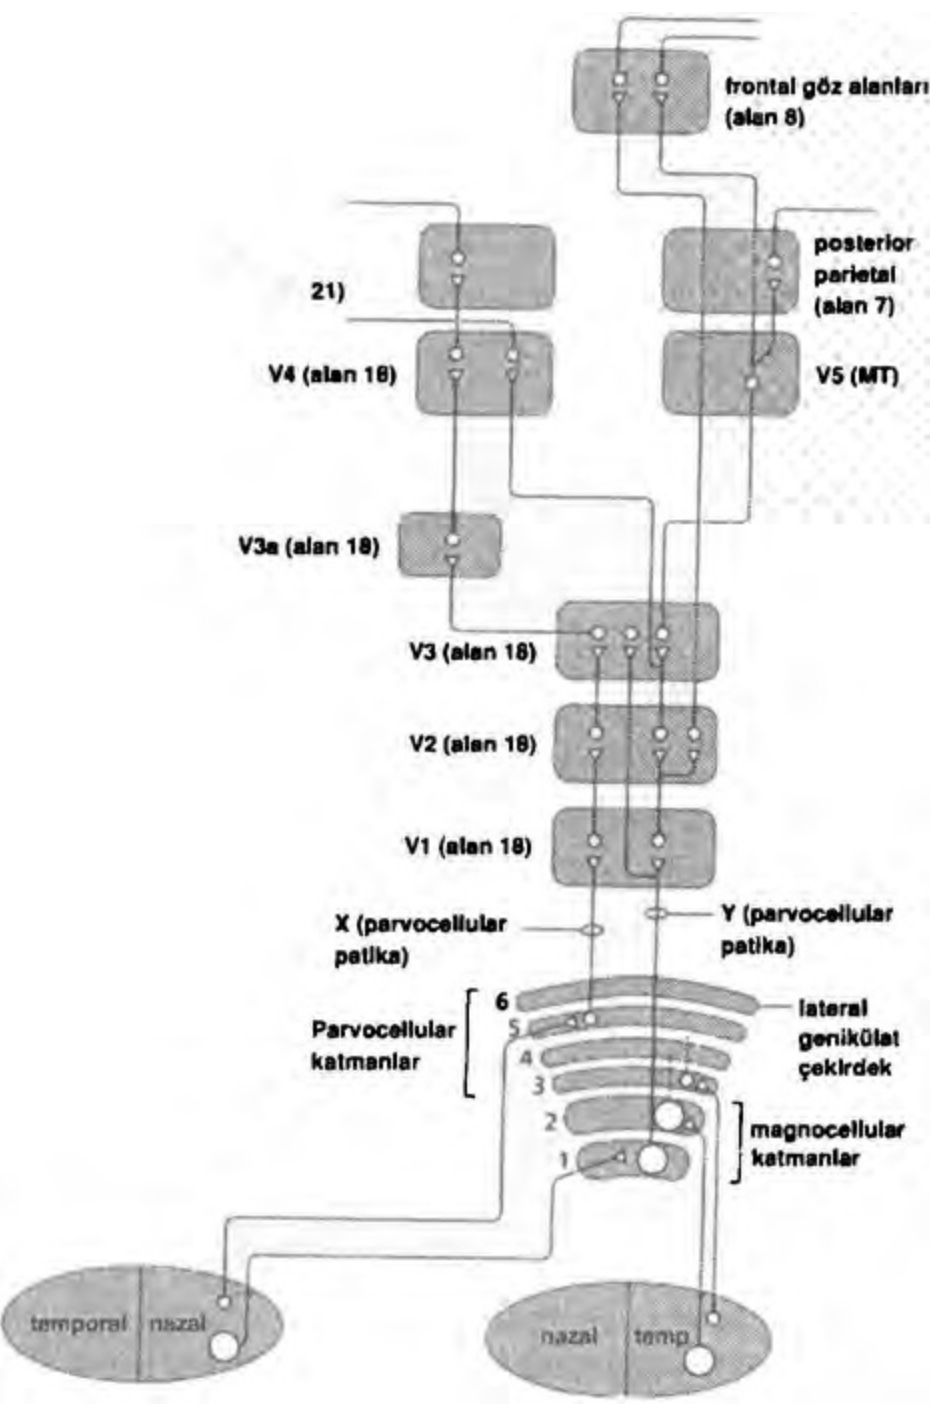 frontal göz alanları
(alan 8)
posterior
parietal
(alan 7)
21)
V4 (alan 18)
V5 (MT)
V3a (alan 18)
V3 (alan 18)
V2 (alan 18)
V1 (alan 18)
X (parvocellular
patika)
Y (parvocellular
patika)
Parvocellular
katmanlar
6
5
4
3
2
1
lateral
genikülat
çekirdek
magnocellular
katmanlar
temporal
nazal
nazal
temp